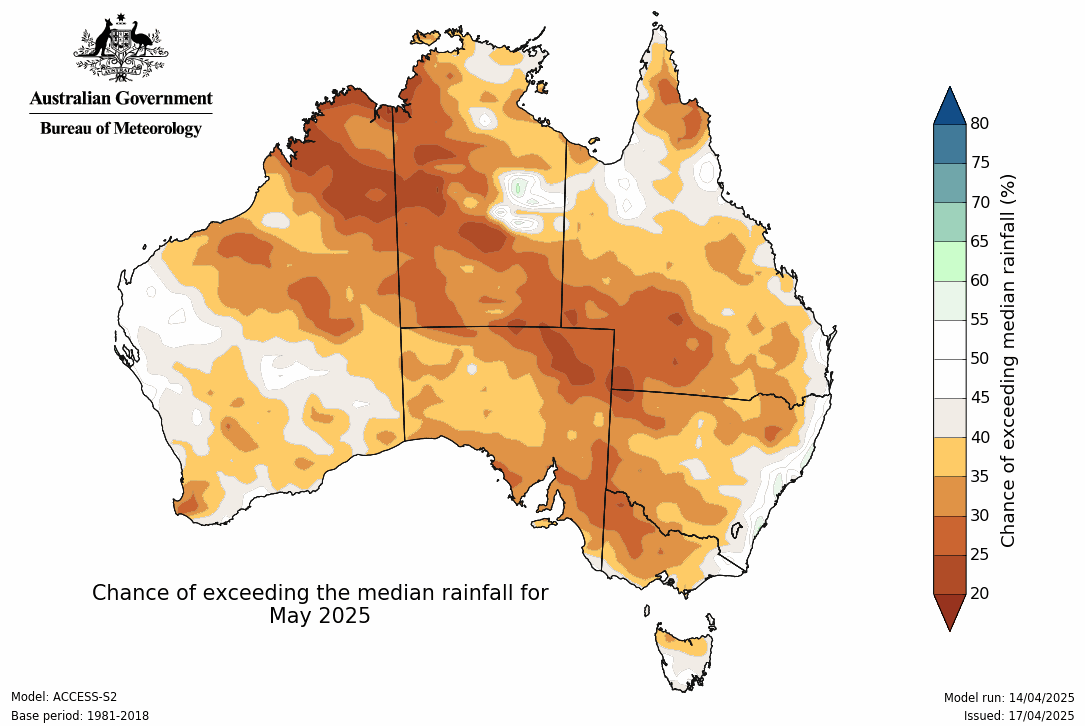 Australian Government
Bureau of Meteorology
80
75
70
65
60
55
50
45
40
35
30
25
20
Chance of exceeding median rainfall (%)
Chance of exceeding the median rainfall for
May 2025
Model: ACCESS-S2
Base period: 1981-2018
Model run: 14/04/2025
Issued: 17/04/2025